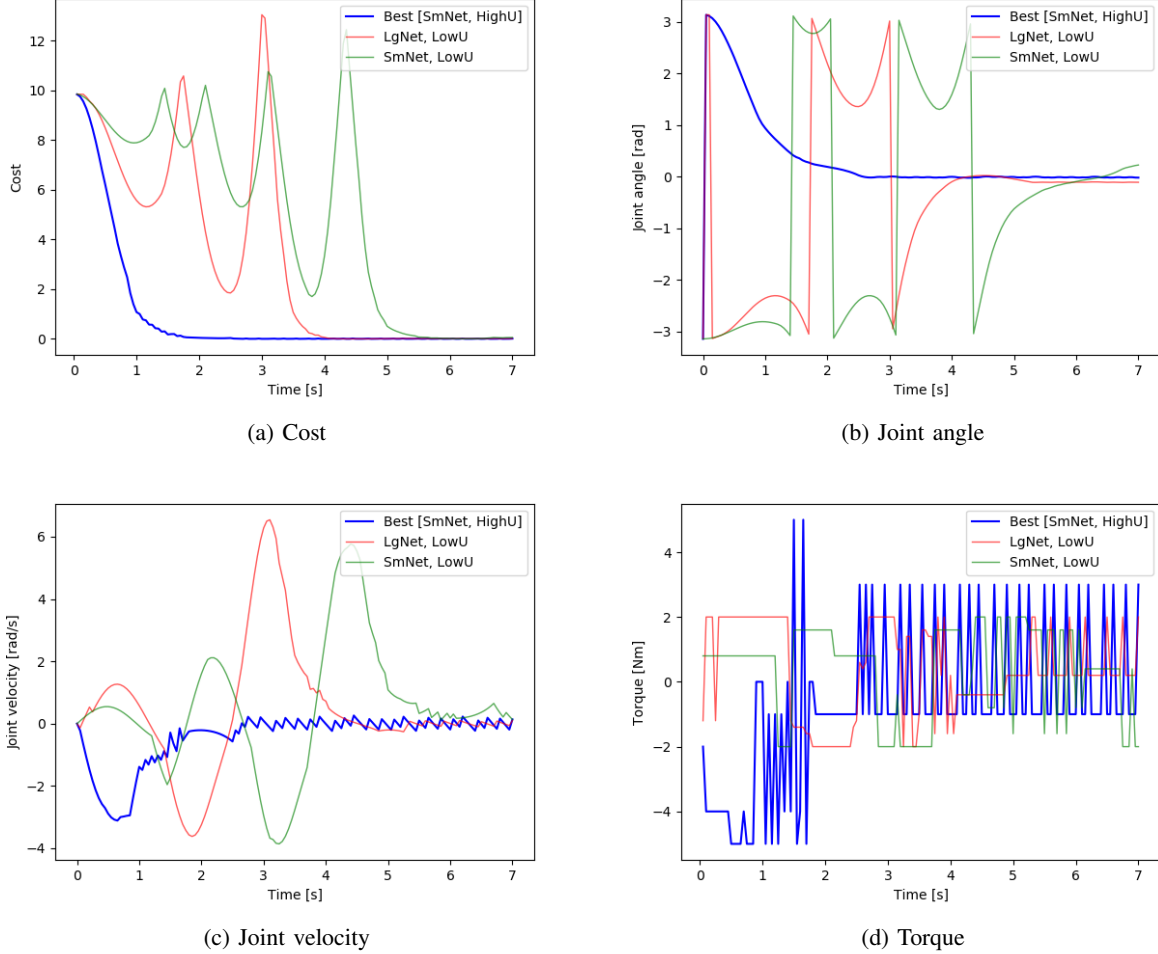 Best [SmNet, HighU]
LgNet, LowU
SmNet, LowU
12
10
8
6
4
2
0
Cost
0 1 2 3 4 5 6 7
Time [s]
(a) Cost
Best [SmNet, HighU]
LgNet, LowU
SmNet, LowU
3
2
1
0
−1
−2
−3
Joint angle [rad]
0 1 2 3 4 5 6 7
Time [s]
(b) Joint angle
Best [SmNet, HighU]
LgNet, LowU
SmNet, LowU
6
4
2
0
−2
−4
Joint velocity [rad/s]
0 1 2 3 4 5 6 7
Time [s]
(c) Joint velocity
Best [SmNet, HighU]
LgNet, LowU
SmNet, LowU
4
2
0
−2
−4
Torque [Nm]
0 1 2 3 4 5 6 7
Time [s]
(d) Torque